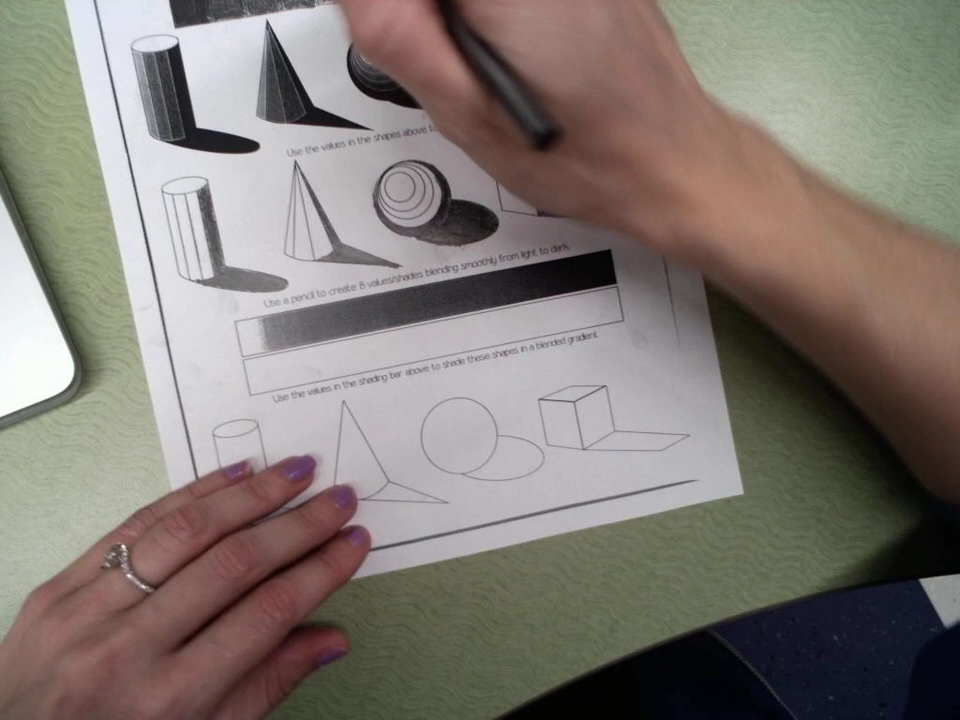 Use the values in the shapes above to
Use a pencil to create 8 values/shades blending smoothly from light to dark.
Use the values in the shading bar above to shade these shapes in a blended gradient.